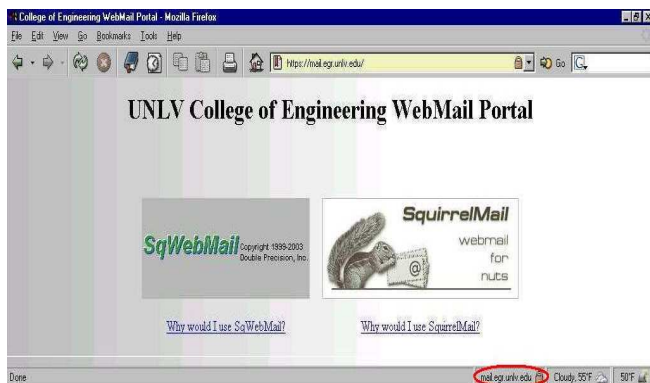 College of Engineering WebMail Portal - Mozilla Firefox
File Edit View Go Bookmarks Tools Help
https://mail.egr.unlv.edu/
Go
UNLV College of Engineering WebMail Portal
SqWebMail
Copyright 1999-2003
Double Precision, Inc.
SquirrelMail
webmail
for
nuts
@
Why would I use SqWebMail?
Why would I use SquirrelMail?
Done
mail.egr.unlv.edu
Cloudy, 55°F
50°F